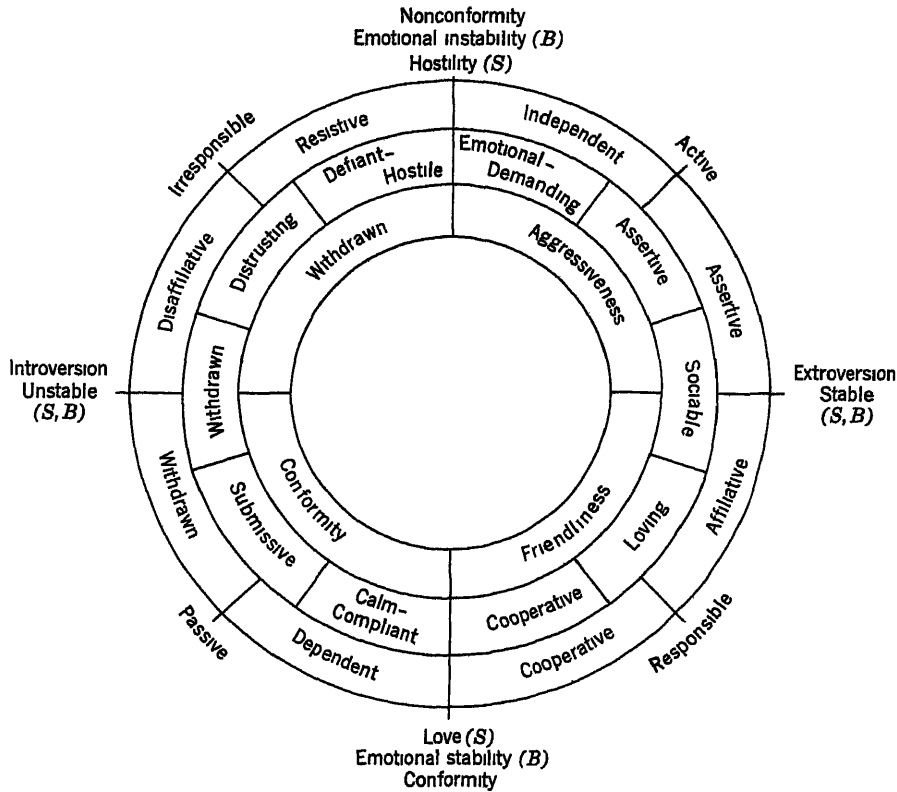 Nonconformity
Emotional instability (B)
Hostility (S)
Irresponsible
Resistive
Independent
Active
Defiant-
Hostile
Emotional-
Demanding
Disaffiliative
Distrusting
Withdrawn
Aggressiveness
Assertive
Assertive
Introversion
Unstable
(S, B)
Withdrawn
Sociable
Extroversion
Stable
(S, B)
Withdrawn
Submissive
Conformity
Friendliness
Loving
Affiliative
Passive
Calm-
Compliant
Dependent
Cooperative
Cooperative
Responsible
Love (S)
Emotional stability (B)
Conformity